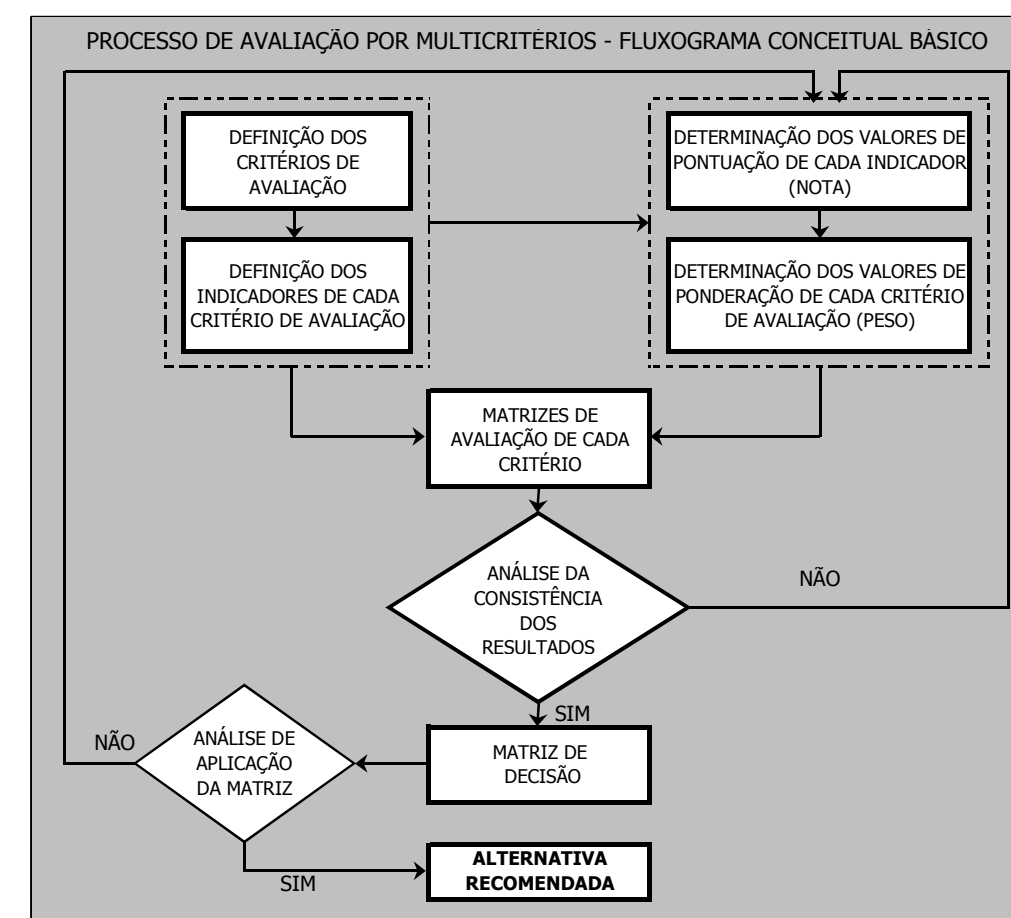 PROCESSO DE AVALIAÇÃO POR MULTICRITÉRIOS - FLUXOGRAMA CONCEITUAL BÁSICO
DEFINIÇÃO DOS
CRITÉRIOS DE
AVALIAÇÃO
DEFINIÇÃO DOS
INDICADORES DE CADA
CRITÉRIO DE AVALIAÇÃO
DETERMINAÇÃO DOS VALORES DE
PONTUAÇÃO DE CADA INDICADOR
(NOTA)
DETERMINAÇÃO DOS VALORES DE
PONDERAÇÃO DE CADA CRITÉRIO
DE AVALIAÇÃO (PESO)
MATRIZES DE
AVALIAÇÃO DE CADA
CRITÉRIO
ANÁLISE DA
CONSISTÊNCIA
DOS
RESULTADOS
NÃO
SIM
MATRIZ DE
DECISÃO
NÃO
ANÁLISE DE
APLICAÇÃO
DA MATRIZ
SIM
ALTERNATIVA
RECOMENDADA